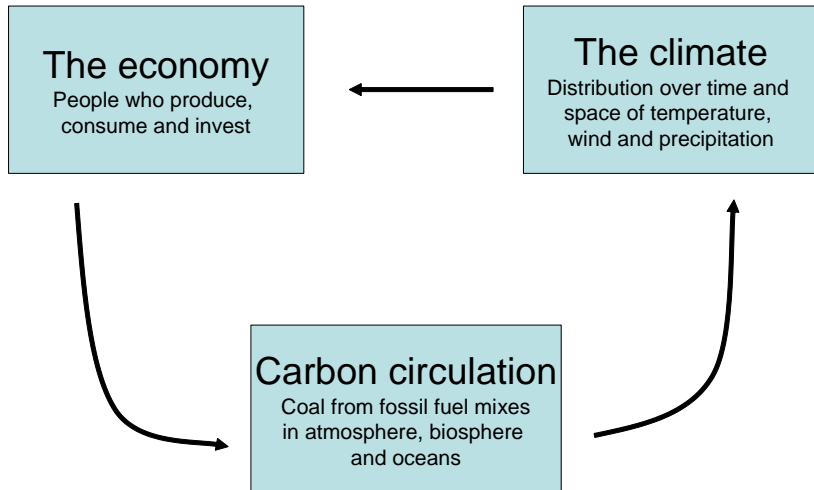 The economy
People who produce,
consume and invest
The climate
Distribution over time and
space of temperature,
wind and precipitation
Carbon circulation
Coal from fossil fuel mixes
in atmosphere, biosphere
and oceans